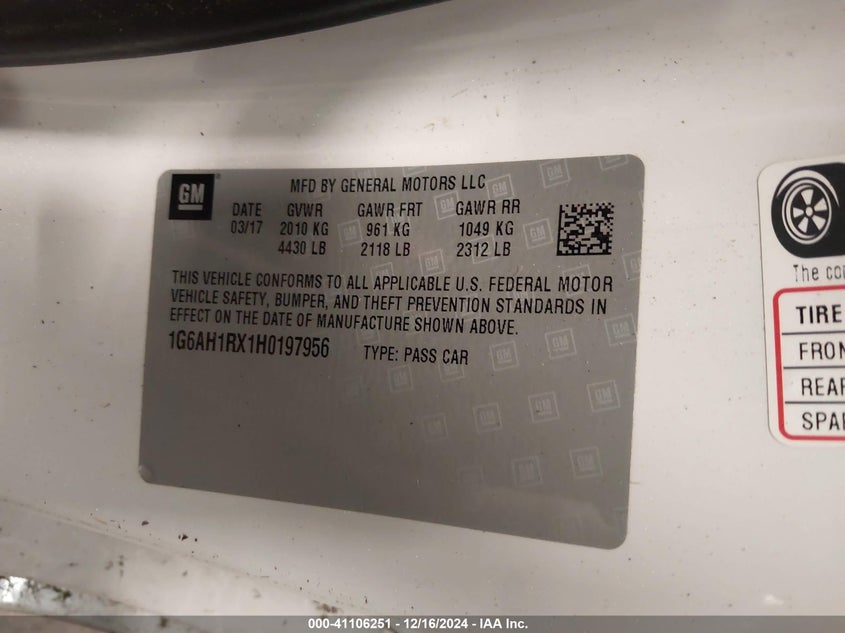 GM
MFD BY GENERAL MOTORS LLC
DATE GVWR GAWR FRT GAWR RR
03/17 2010 KG 961 KG 1049 KG
4430 LB 2118 LB 2312 LB
THIS VEHICLE CONFORMS TO ALL APPLICABLE U.S. FEDERAL MOTOR
VEHICLE SAFETY, BUMPER, AND THEFT PREVENTION STANDARDS IN
EFFECT ON THE DATE OF MANUFACTURE SHOWN ABOVE.
1G6AH1RX1H0197956 TYPE: PASS CAR
The
TIRE
000-41106251 - 12/16/2024 - IAA Inc.